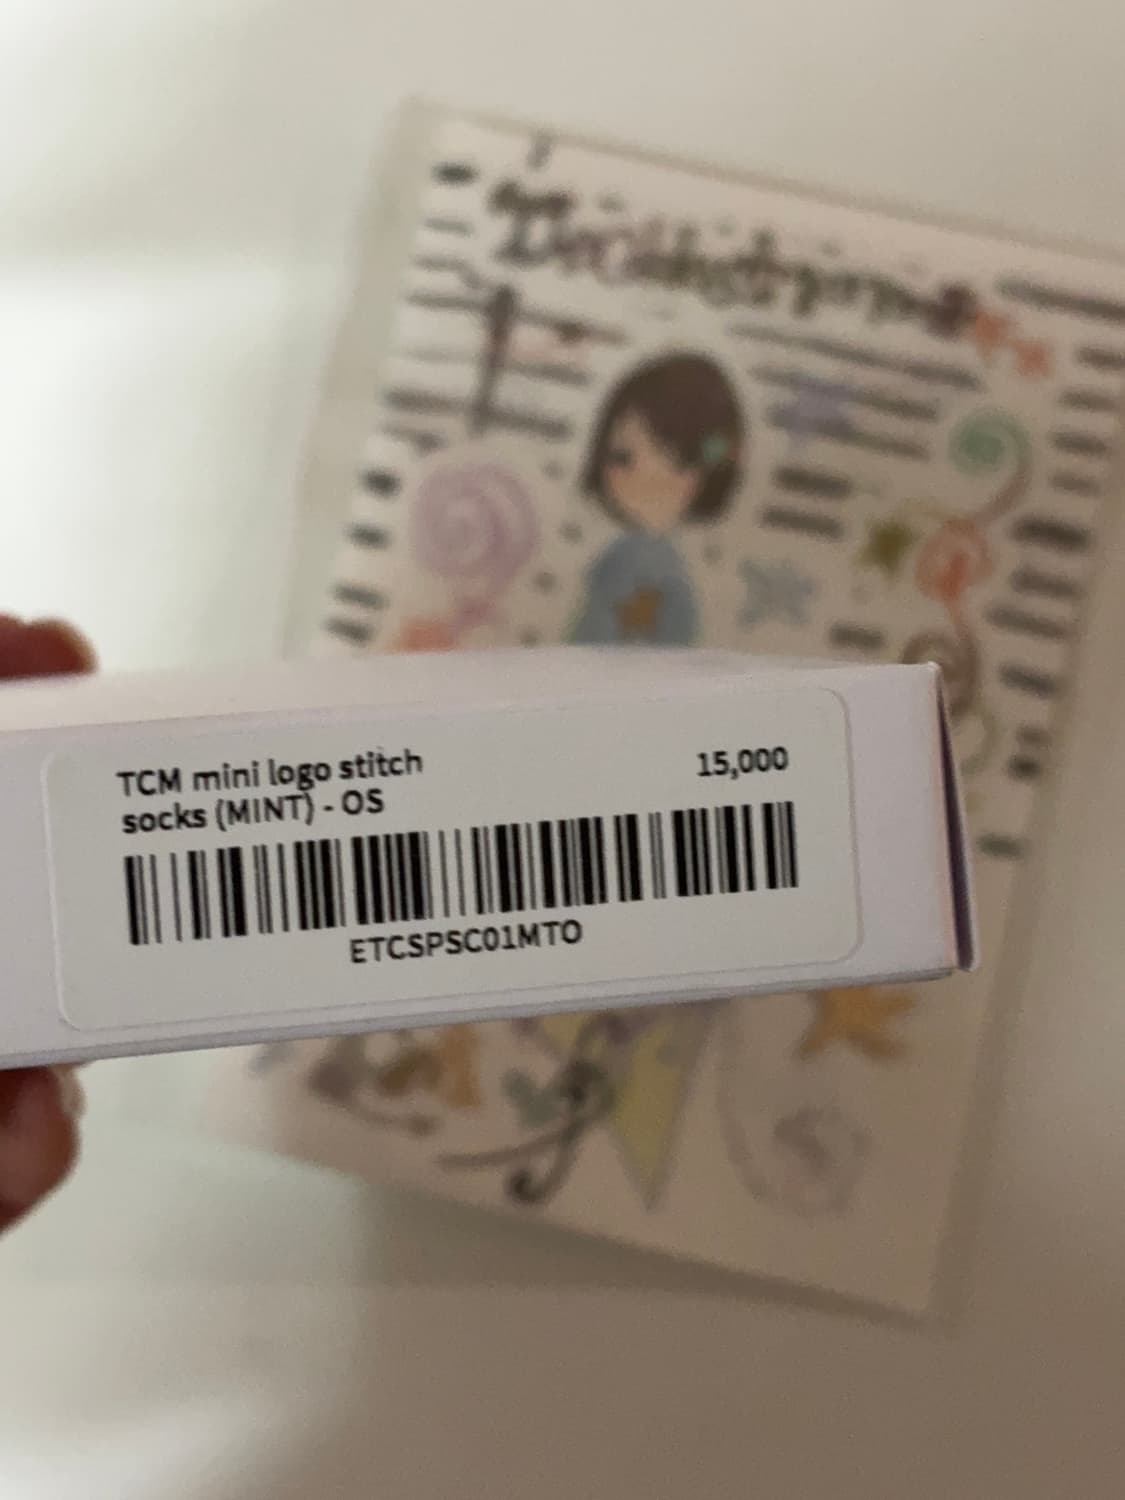 TCM mini logo stitch
socks (MINT) - OS
15,000
ETCSPSC01MTO